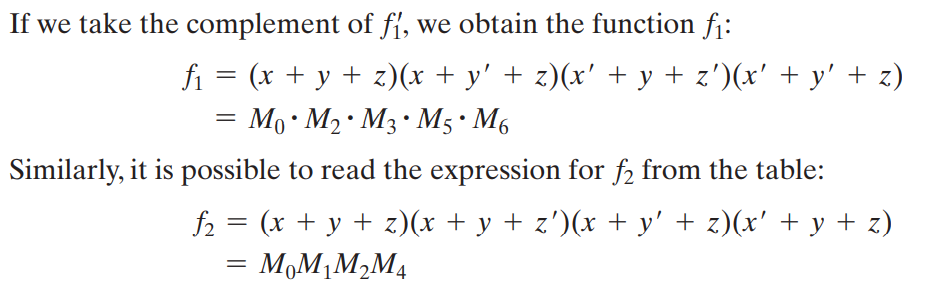 If we take the complement of f₁′, we obtain the function f₁:
f₁ = (x + y + z)(x + y′ + z)(x′ + y + z′)(x′ + y′ + z)
= M₀ · M₂ · M₃ · M₅ · M₆
Similarly, it is possible to read the expression for f₂ from the table:
f₂ = (x + y + z)(x + y + z′)(x + y′ + z)(x′ + y + z)
= M₀M₁M₂M₄